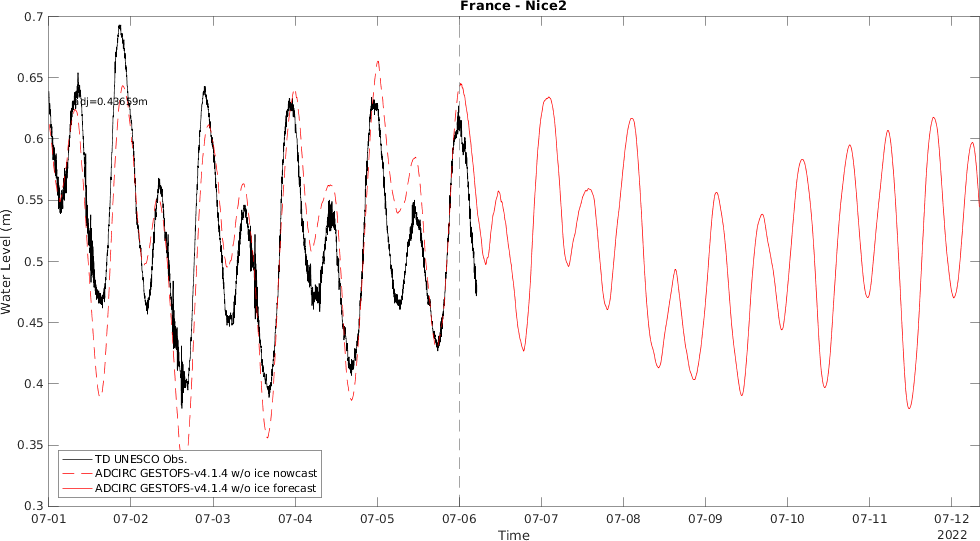 France - Nice2
0.7
0.65
0.6
0.55
0.5
0.45
0.4
0.35
0.3
Water Level (m)
adj=0.43659m
TD UNESCO Obs.
ADCIRC GESTOFS-v4.1.4 w/o ice nowcast
ADCIRC GESTOFS-v4.1.4 w/o ice forecast
07-01 07-02 07-03 07-04 07-05 07-06 07-07 07-08 07-09 07-10 07-11 07-12
2022
Time